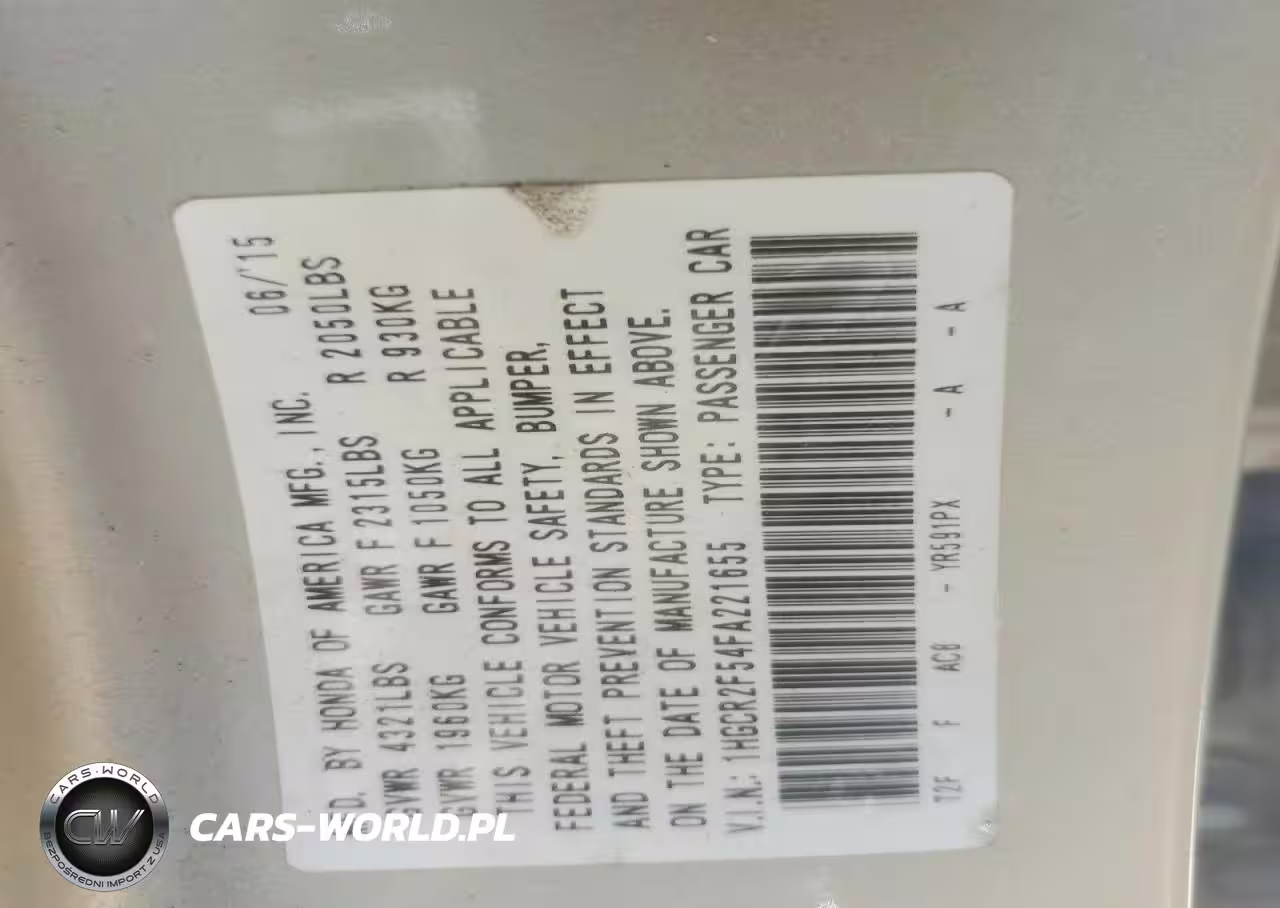 MFD. BY HONDA OF AMERICA MFG., INC. 06/'15
GVWR 4321LBS GAWR F 2315LBS R 2050LBS
GVWR 1960KG GAWR F 1050KG R 930KG
THIS VEHICLE CONFORMS TO ALL APPLICABLE
FEDERAL MOTOR VEHICLE SAFETY, BUMPER,
AND THEFT PREVENTION STANDARDS IN EFFECT
ON THE DATE OF MANUFACTURE SHOWN ABOVE.
V.I.N.: 1HGCR2F54FA221655 TYPE: PASSENGER CAR
T2F F AC8 - YR591PX - A - A
CARS-WORLD
CW
BEZPOŚREDNI IMPORT Z USA
CARS-WORLD.PL